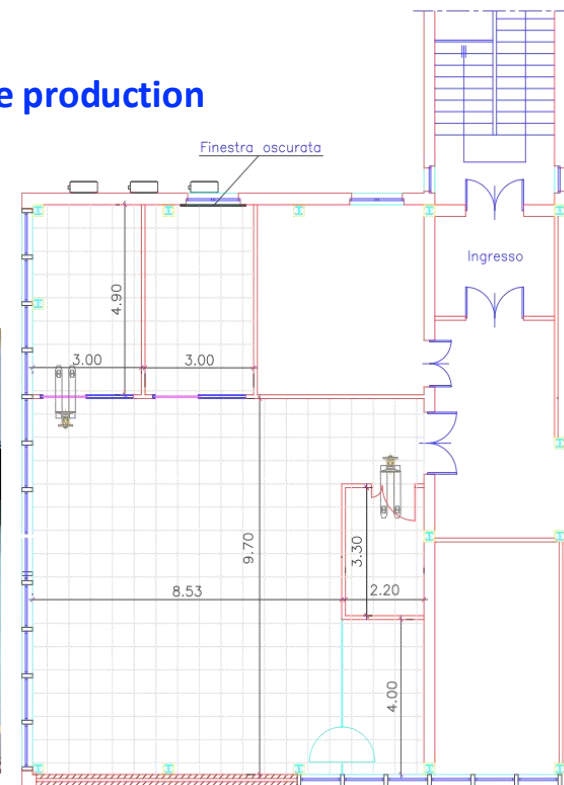 e production
Finestra oscurata
Ingresso
4.90
3.00
3.00
9.70
3.30
8.53
2.20
4.00